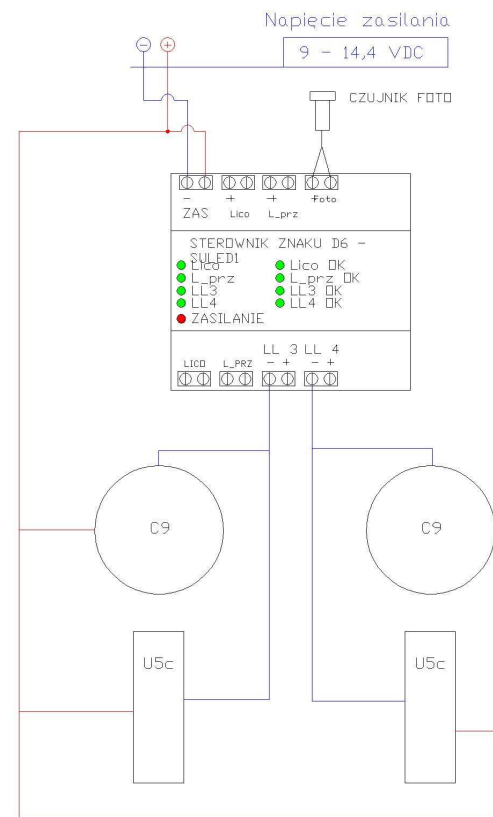 Napięcie zasilania
- +
9 - 14,4 VDC
CZUJNIK FOTO
- + + +Foto
ZAS Lico L_prz
STEROWNIK ZNAKU D6 -
SULED1
Lico Lico OK
L_prz L_prz OK
LL3 LL3 OK
LL4 LL4 OK
ZASILANIE
LL 3 LL 4
LICO L_PRZ - + - +
C9 C9
U5c U5c